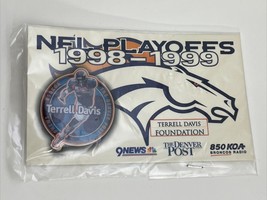 NFL PLAYOFFS
1998-1999
Terrell Davis
TERRELL DAVIS
FOUNDATION
9NEWS
THE DENVER
POST
850 KOA
BRONCOS RADIO